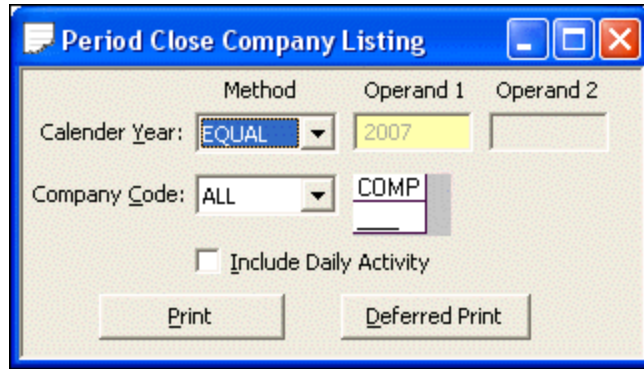 Period Close Company Listing
Method Operand 1 Operand 2
Calender Year: EQUAL 2007
Company Code: ALL COMP
Include Daily Activity
Print Deferred Print